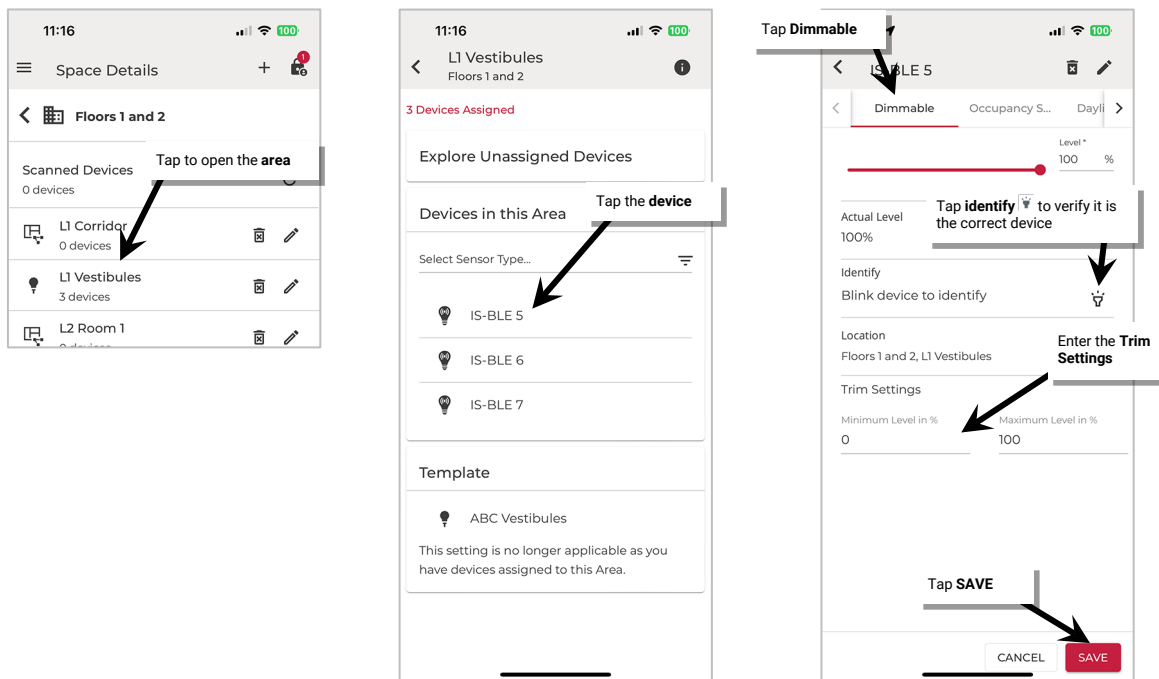 11:16
100
Space Details
1
Floors 1 and 2
Tap to open the area
Scanned Devices
0 devices
L1 Corridor
0 devices
L1 Vestibules
3 devices
L2 Room 1
0 devices
11:16
100
L1 Vestibules
Floors 1 and 2
3 Devices Assigned
Explore Unassigned Devices
Tap the device
Devices in this Area
Select Sensor Type...
IS-BLE 5
IS-BLE 6
IS-BLE 7
Template
ABC Vestibules
This setting is no longer applicable as you
have devices assigned to this Area.
Tap Dimmable
100
IS-BLE 5
Dimmable
Occupancy S...
Dayli
Level *
100 %
Tap identify to verify it is
the correct device
Actual Level
100%
Identify
Blink device to identify
Location
Floors 1 and 2, L1 Vestibules
Enter the Trim
Settings
Trim Settings
Minimum Level in %
0
Maximum Level in %
100
Tap SAVE
CANCEL
SAVE